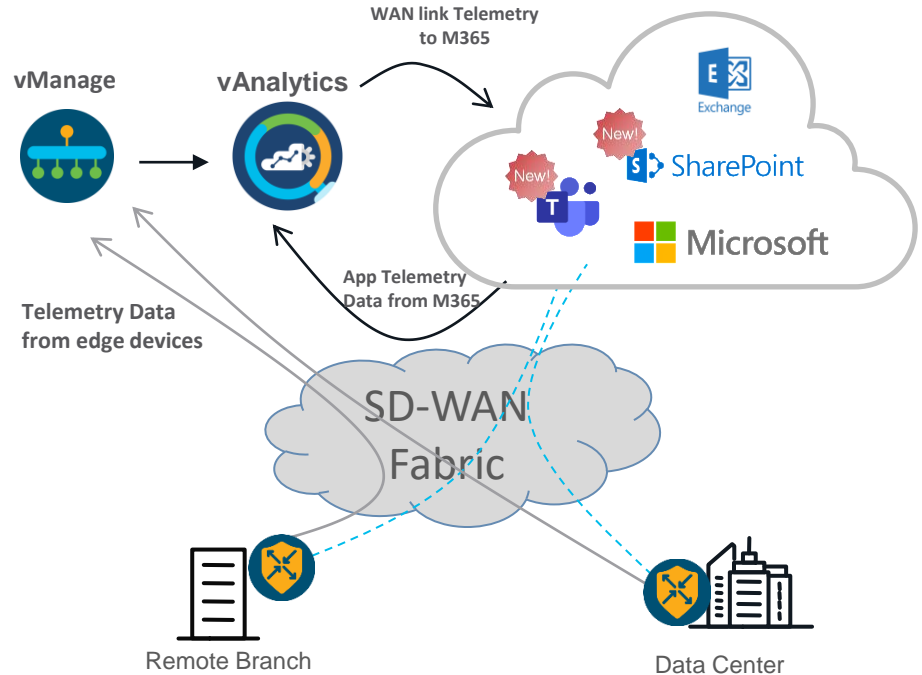 WAN link Telemetry
to M365
vManage
vAnalytics
E
Exchange
New!
New!
S
SharePoint
T
Microsoft
App Telemetry
Data from M365
Telemetry Data
from edge devices
SD-WAN
Fabric
Remote Branch
Data Center